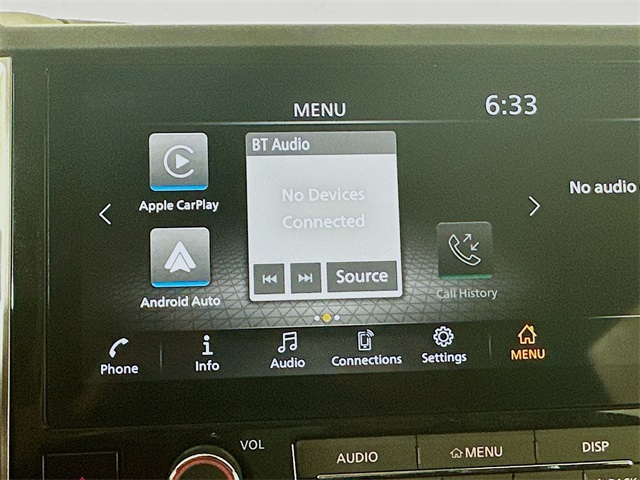 MENU
6:33
Apple CarPlay
BT Audio
No Devices
Connected
No audio
Android Auto
Source
Call History
Phone
Info
Audio
Connections
Settings
MENU
VOL
AUDIO
MENU
DISP